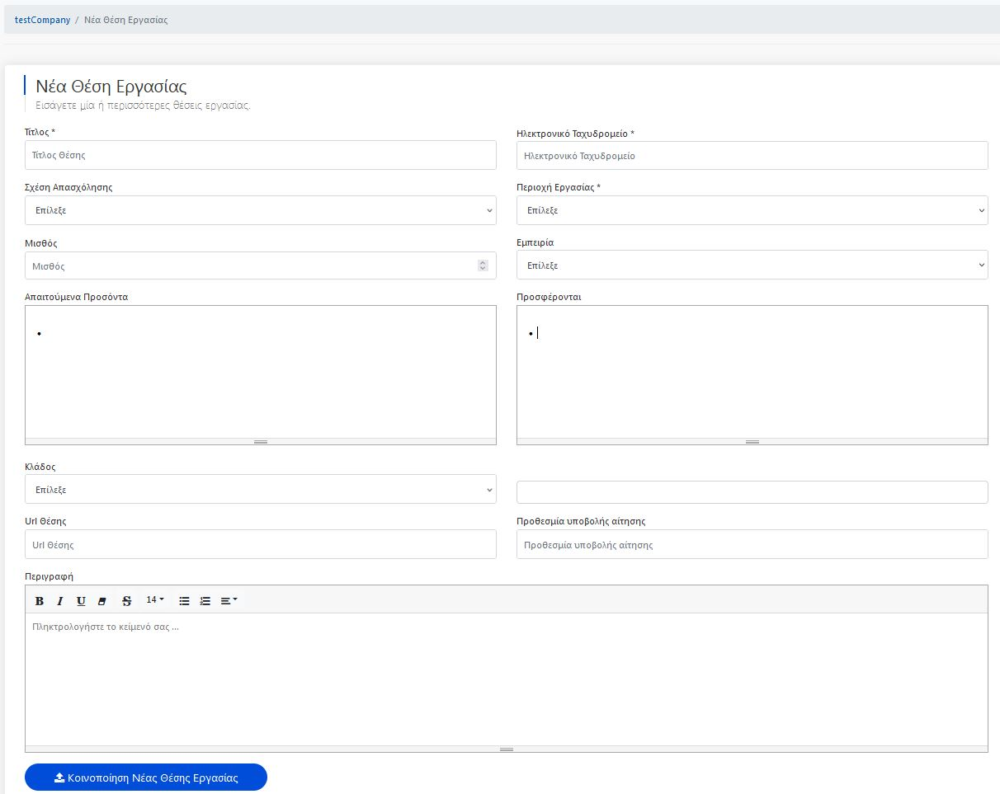 testCompany / Νέα Θέση Εργασίας
Νέα Θέση Εργασίας
Εισάγετε μία ή περισσότερες θέσεις εργασίας.
Τίτλος *
Τίτλος Θέσης
Ηλεκτρονικό Ταχυδρομείο *
Ηλεκτρονικό Ταχυδρομείο
Σχέση Απασχόλησης
Επίλεξε
Περιοχή Εργασίας *
Επίλεξε
Μισθός
Μισθός
Εμπειρία
Επίλεξε
Απαιτούμενα Προσόντα
Προσφέρονται
Κλάδος
Επίλεξε
Url Θέσης
Url Θέσης
Προθεσμία υποβολής αίτησης
Προθεσμία υποβολής αίτησης
Περιγραφή
B I U S 14
Πληκτρολογήστε το κείμενό σας ...
Κοινοποίηση Νέας Θέσης Εργασίας